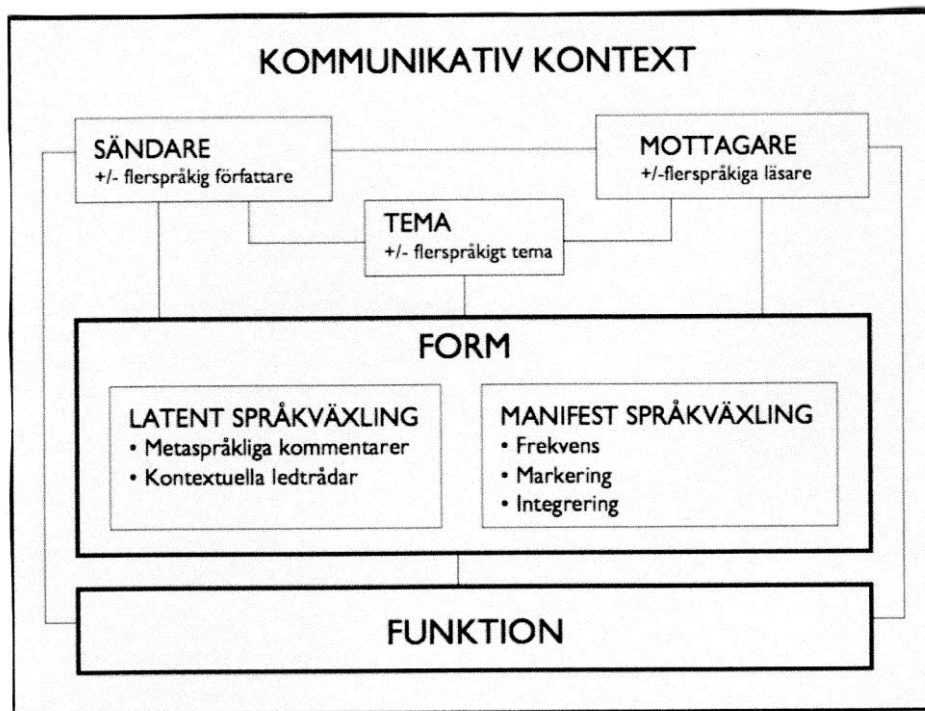 KOMMUNIKATIV KONTEXT
SÄNDARE
+/- flerspråkig författare
MOTTAGARE
+/-flerspråkiga läsare
TEMA
+/- flerspråkigt tema
FORM
LATENT SPRÅKVÄXLING
• Metaspråkliga kommentarer
• Kontextuella ledtrådar
MANIFEST SPRÅKVÄXLING
• Frekvens
• Markering
• Integrering
FUNKTION